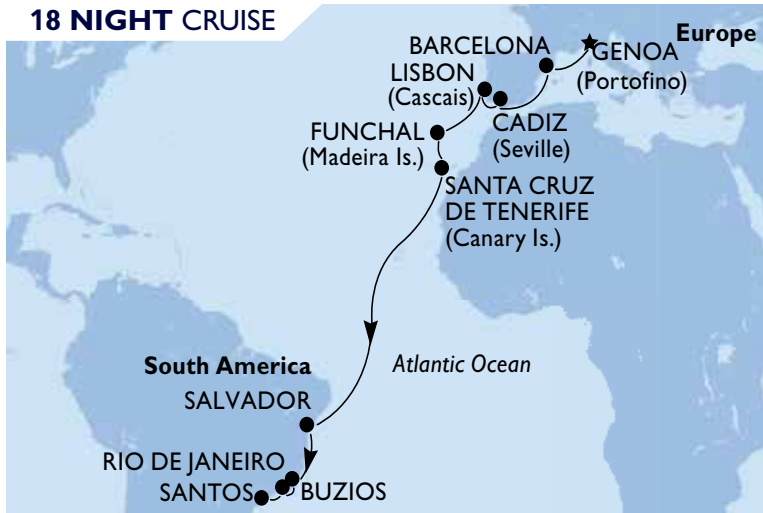 18 NIGHT CRUISE
Europe
GENOA
(Portofino)
BARCELONA
LISBON
(Cascais)
CADIZ
(Seville)
FUNCHAL
(Madeira Is.)
SANTA CRUZ
DE TENERIFE
(Canary Is.)
South America
Atlantic Ocean
SALVADOR
RIO DE JANEIRO
SANTOS
BUZIOS